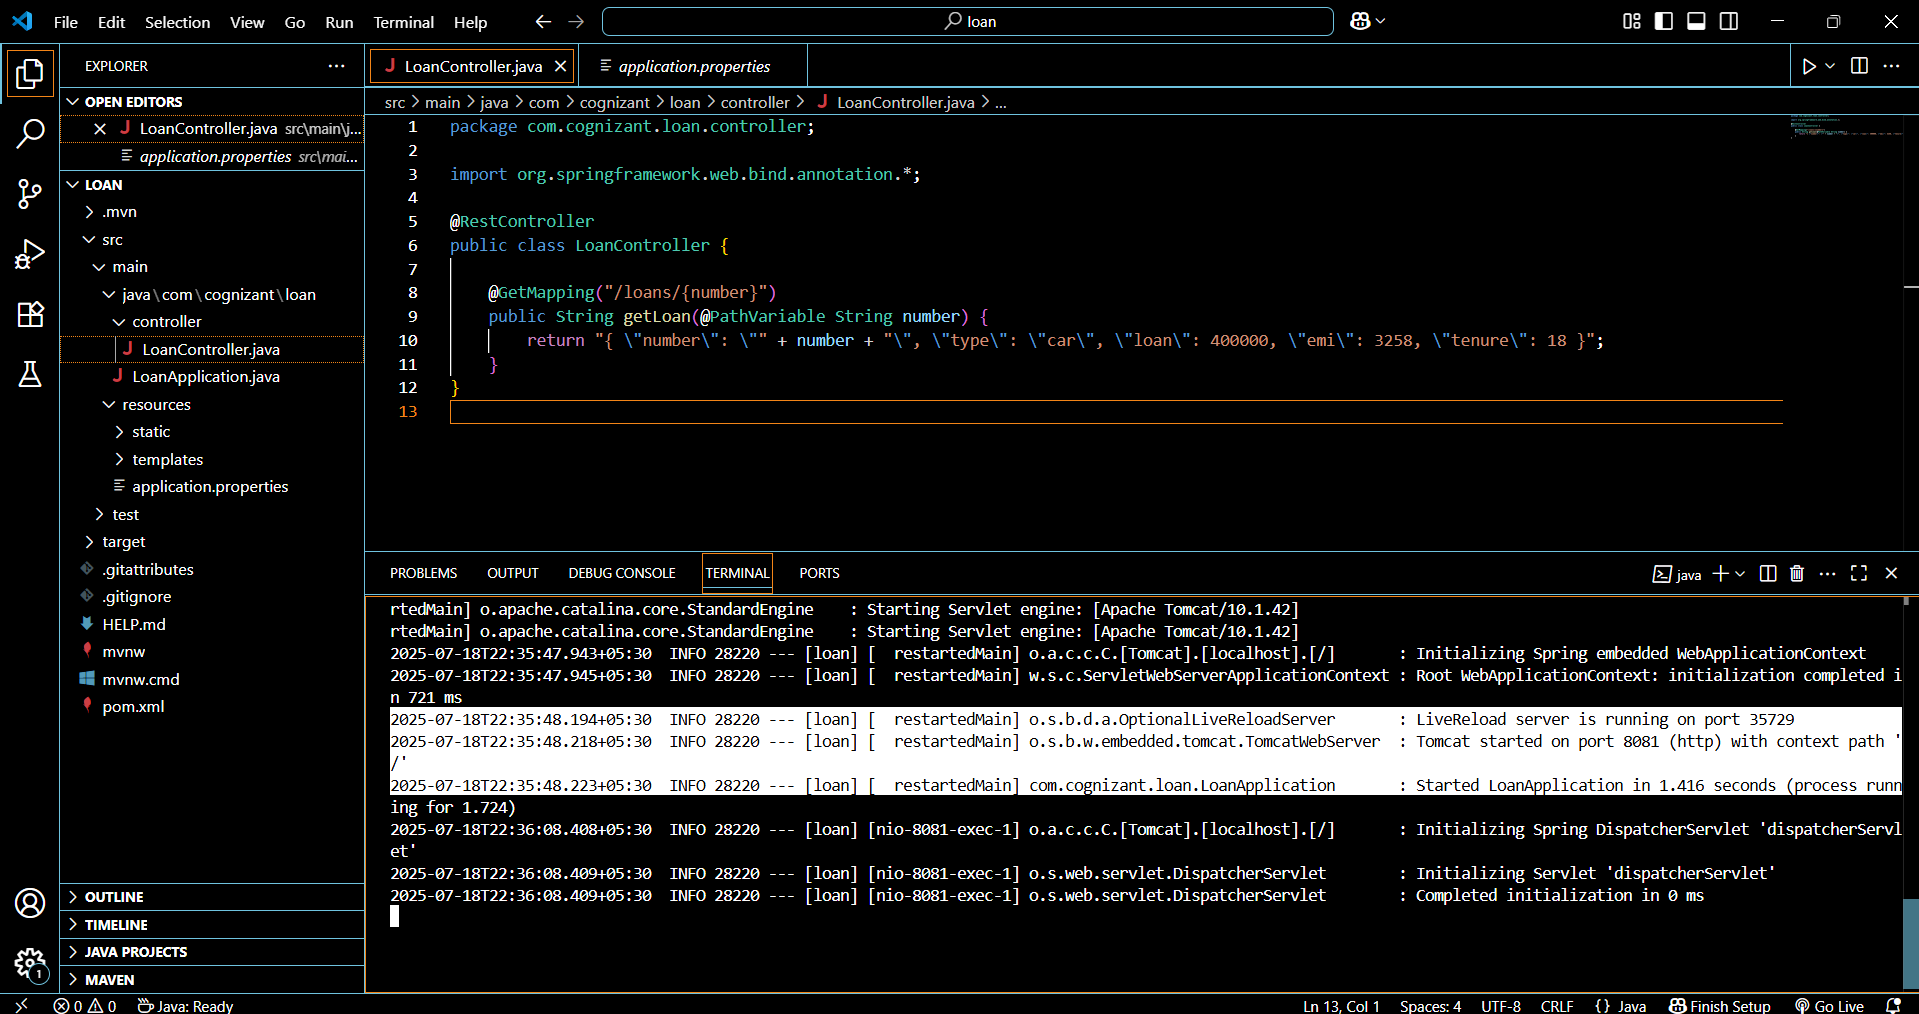 File Edit Selection View Go Run Terminal Help
loan
EXPLORER
OPEN EDITORS
LoanController.java src\main\j...
application.properties src\mai...
LOAN
.mvn
src
main
java\com\cognizant\loan
controller
LoanController.java
LoanApplication.java
resources
static
templates
application.properties
test
target
.gitattributes
.gitignore
HELP.md
mvnw
mvnw.cmd
pom.xml
OUTLINE
TIMELINE
JAVA PROJECTS
MAVEN
LoanController.java application.properties
src > main > java > com > cognizant > loan > controller > LoanController.java > ...
1 package com.cognizant.loan.controller;
2
3 import org.springframework.web.bind.annotation.*;
4
5 @RestController
6 public class LoanController {
7
8 @GetMapping("/loans/{number}")
9 public String getLoan(@PathVariable String number) {
10 return "{ \"number\": \"" + number + "\", \"type\": \"car\", \"loan\": 400000, \"emi\": 3258, \"tenure\": 18 }";
11 }
12 }
13
PROBLEMS OUTPUT DEBUG CONSOLE TERMINAL PORTS
java
rtedMain] o.apache.catalina.core.StandardEngine : Starting Servlet engine: [Apache Tomcat/10.1.42]
rtedMain] o.apache.catalina.core.StandardEngine : Starting Servlet engine: [Apache Tomcat/10.1.42]
2025-07-18T22:35:47.943+05:30 INFO 28220 --- [loan] [ restartedMain] o.a.c.c.C.[Tomcat].[localhost].[/] : Initializing Spring embedded WebApplicationContext
2025-07-18T22:35:47.945+05:30 INFO 28220 --- [loan] [ restartedMain] w.s.c.ServletWebServerApplicationContext : Root WebApplicationContext: initialization completed i
n 721 ms
2025-07-18T22:35:48.194+05:30 INFO 28220 --- [loan] [ restartedMain] o.s.b.d.a.OptionalLiveReloadServer : LiveReload server is running on port 35729
2025-07-18T22:35:48.218+05:30 INFO 28220 --- [loan] [ restartedMain] o.s.b.w.embedded.tomcat.TomcatWebServer : Tomcat started on port 8081 (http) with context path '
/'
2025-07-18T22:35:48.223+05:30 INFO 28220 --- [loan] [ restartedMain] com.cognizant.loan.LoanApplication : Started LoanApplication in 1.416 seconds (process runn
ing for 1.724)
2025-07-18T22:36:08.408+05:30 INFO 28220 --- [loan] [nio-8081-exec-1] o.a.c.c.C.[Tomcat].[localhost].[/] : Initializing Spring DispatcherServlet 'dispatcherServl
et'
2025-07-18T22:36:08.409+05:30 INFO 28220 --- [loan] [nio-8081-exec-1] o.s.web.servlet.DispatcherServlet : Initializing Servlet 'dispatcherServlet'
2025-07-18T22:36:08.409+05:30 INFO 28220 --- [loan] [nio-8081-exec-1] o.s.web.servlet.DispatcherServlet : Completed initialization in 0 ms
1
0 0 Java: Ready Ln 13, Col 1 Spaces: 4 UTF-8 CRLF {} Java Finish Setup Go Live